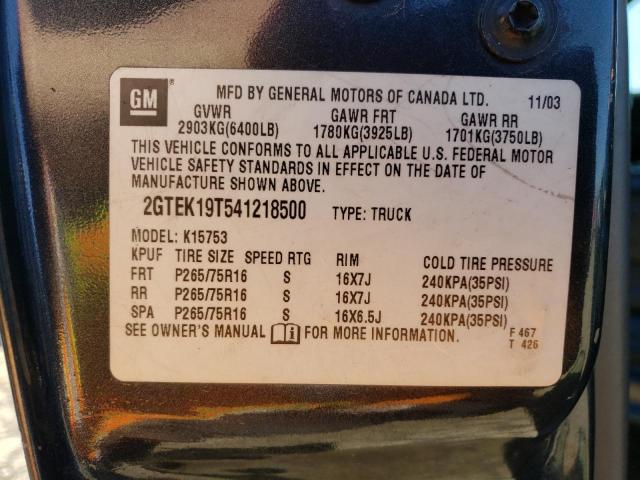 GM ®
MFD BY GENERAL MOTORS OF CANADA LTD. 11/03
GVWR GAWR FRT GAWR RR
2903KG(6400LB) 1780KG(3925LB) 1701KG(3750LB)
THIS VEHICLE CONFORMS TO ALL APPLICABLE U.S. FEDERAL MOTOR
VEHICLE SAFETY STANDARDS IN EFFECT ON THE DATE OF
MANUFACTURE SHOWN ABOVE.
2GTEK19T541218500 TYPE: TRUCK
MODEL: K15753
KPUF TIRE SIZE SPEED RTG RIM COLD TIRE PRESSURE
FRT P265/75R16 S 16X7J 240KPA(35PSI)
RR P265/75R16 S 16X7J 240KPA(35PSI)
SPA P265/75R16 S 16X6.5J 240KPA(35PSI)
SEE OWNER'S MANUAL i FOR MORE INFORMATION. F 467
T 426